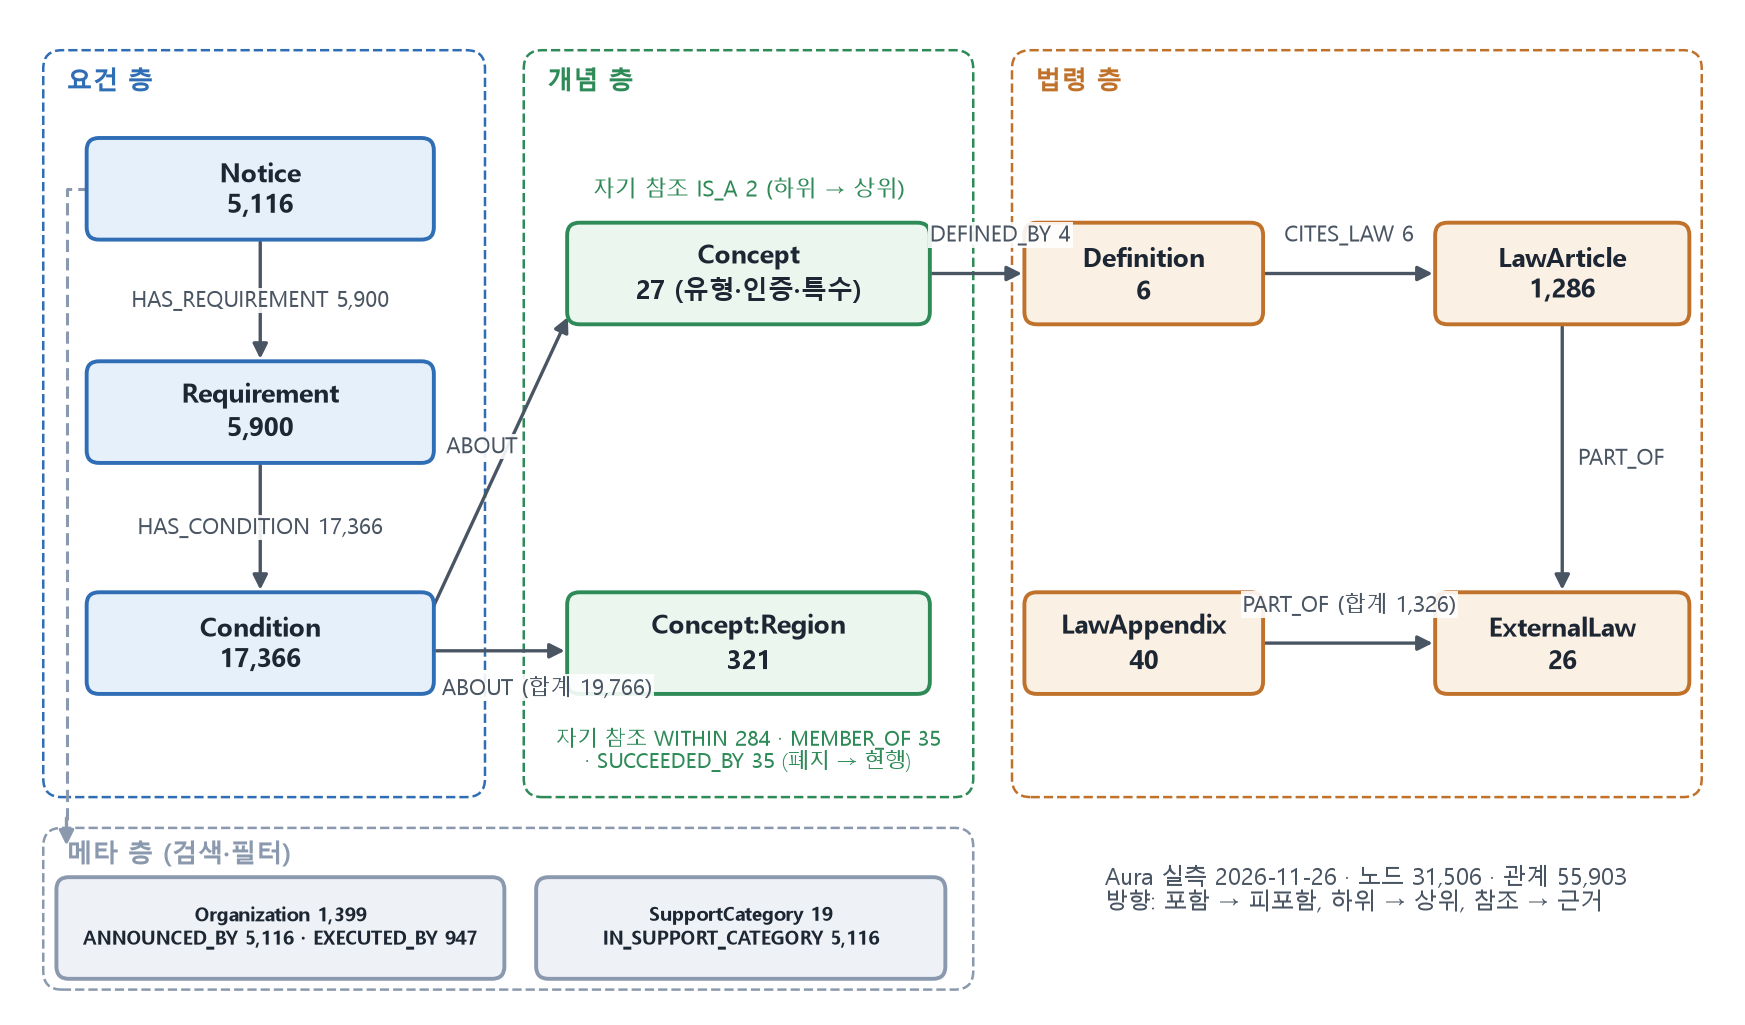 요건 층
Notice
5,116
HAS_REQUIREMENT 5,900
Requirement
5,900
HAS_CONDITION 17,366
Condition
17,366
ABOUT
ABOUT (합계 19,766)
개념 층
자기 참조 IS_A 2 (하위 → 상위)
Concept
27 (유형·인증·특수)
Concept:Region
321
자기 참조 WITHIN 284 · MEMBER_OF 35
· SUCCEEDED_BY 35 (폐지 → 현행)
DEFINED_BY 4
법령 층
Definition
6
CITES_LAW 6
LawArticle
1,286
PART_OF
LawAppendix
40
PART_OF (합계 1,326)
ExternalLaw
26
메타 층 (검색·필터)
Organization 1,399
ANNOUNCED_BY 5,116 · EXECUTED_BY 947
SupportCategory 19
IN_SUPPORT_CATEGORY 5,116
Aura 실측 2026-11-26 · 노드 31,506 · 관계 55,903
방향: 포함 → 피포함, 하위 → 상위, 참조 → 근거